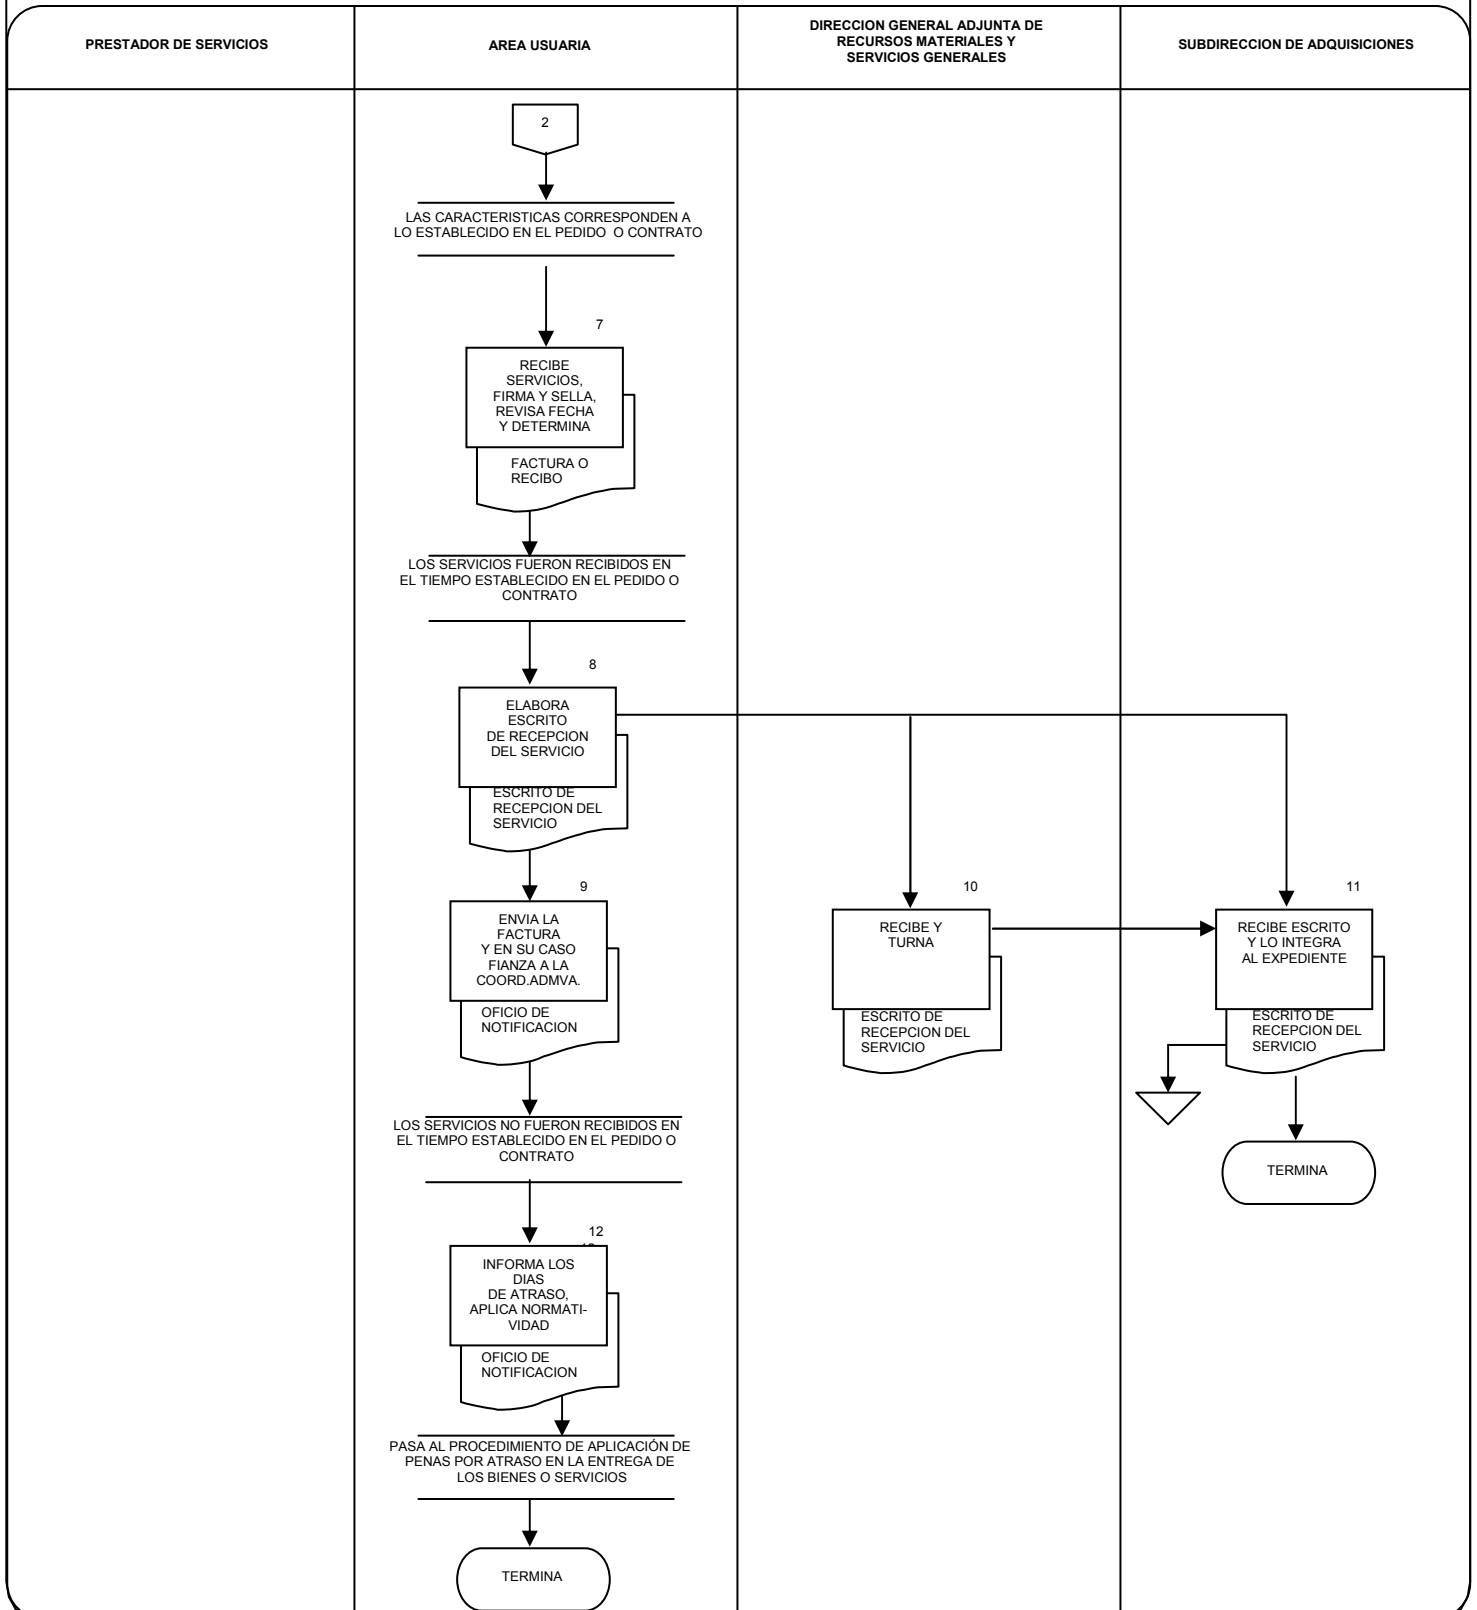 PRESTADOR DE SERVICIOS
AREA USUARIA
DIRECCION GENERAL ADJUNTA DE
RECURSOS MATERIALES Y
SERVICIOS GENERALES
SUBDIRECCION DE ADQUISICIONES
2
LAS CARACTERISTICAS CORRESPONDEN A
LO ESTABLECIDO EN EL PEDIDO O CONTRATO
7
RECIBE
SERVICIOS,
FIRMA Y SELLA,
REVISA FECHA
Y DETERMINA
FACTURA O
RECIBO
LOS SERVICIOS FUERON RECIBIDOS EN
EL TIEMPO ESTABLECIDO EN EL PEDIDO O
CONTRATO
8
ELABORA
ESCRITO
DE RECEPCION
DEL SERVICIO
ESCRITO DE
RECEPCION DEL
SERVICIO
9
ENVIA LA
FACTURA
Y EN SU CASO
FIANZA A LA
COORD.ADMVA.
OFICIO DE
NOTIFICACION
10
RECIBE Y
TURNA
ESCRITO DE
RECEPCION DEL
SERVICIO
11
RECIBE ESCRITO
Y LO INTEGRA
AL EXPEDIENTE
ESCRITO DE
RECEPCION DEL
SERVICIO
TERMINA
LOS SERVICIOS NO FUERON RECIBIDOS EN
EL TIEMPO ESTABLECIDO EN EL PEDIDO O
CONTRATO
12
INFORMA LOS
DIAS
DE ATRASO,
APLICA NORMATI-
VIDAD
OFICIO DE
NOTIFICACION
PASA AL PROCEDIMIENTO DE APLICACIÓN DE
PENAS POR ATRASO EN LA ENTREGA DE
LOS BIENES O SERVICIOS
TERMINA